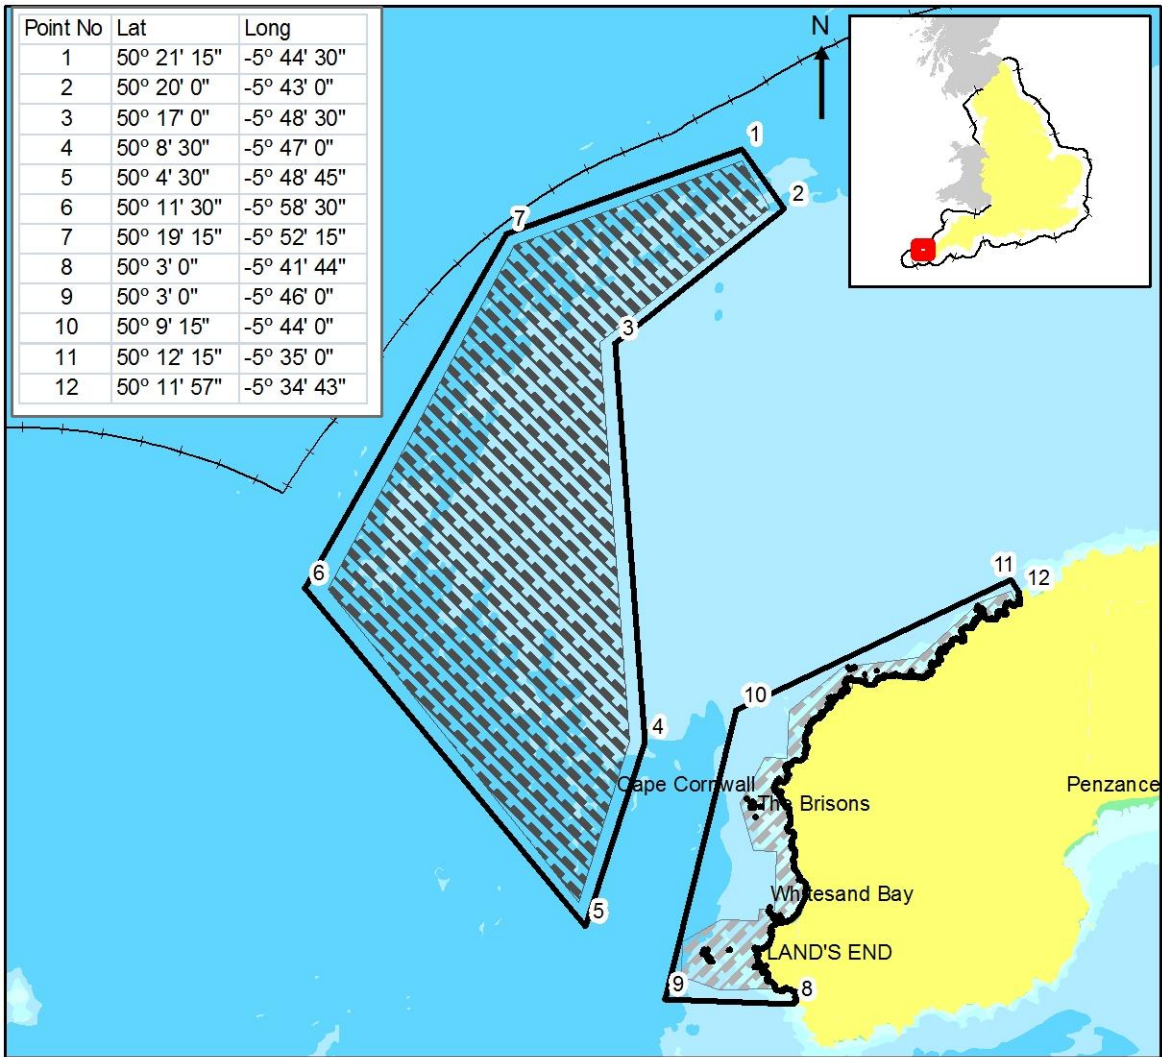 Point No Lat Long
1 50° 21' 15" -5° 44' 30"
2 50° 20' 0" -5° 43' 0"
3 50° 17' 0" -5° 48' 30"
4 50° 8' 30" -5° 47' 0"
5 50° 4' 30" -5° 48' 45"
6 50° 11' 30" -5° 58' 30"
7 50° 19' 15" -5° 52' 15"
8 50° 3' 0" -5° 41' 44"
9 50° 3' 0" -5° 46' 0"
10 50° 9' 15" -5° 44' 0"
11 50° 12' 15" -5° 35' 0"
12 50° 11' 57" -5° 34' 43"
N
1
2
7
3
6
11 12
10
4
Cape Cornwall
The Brisons
Penzance
Whitesand Bay
5
LAND'S END
9
8